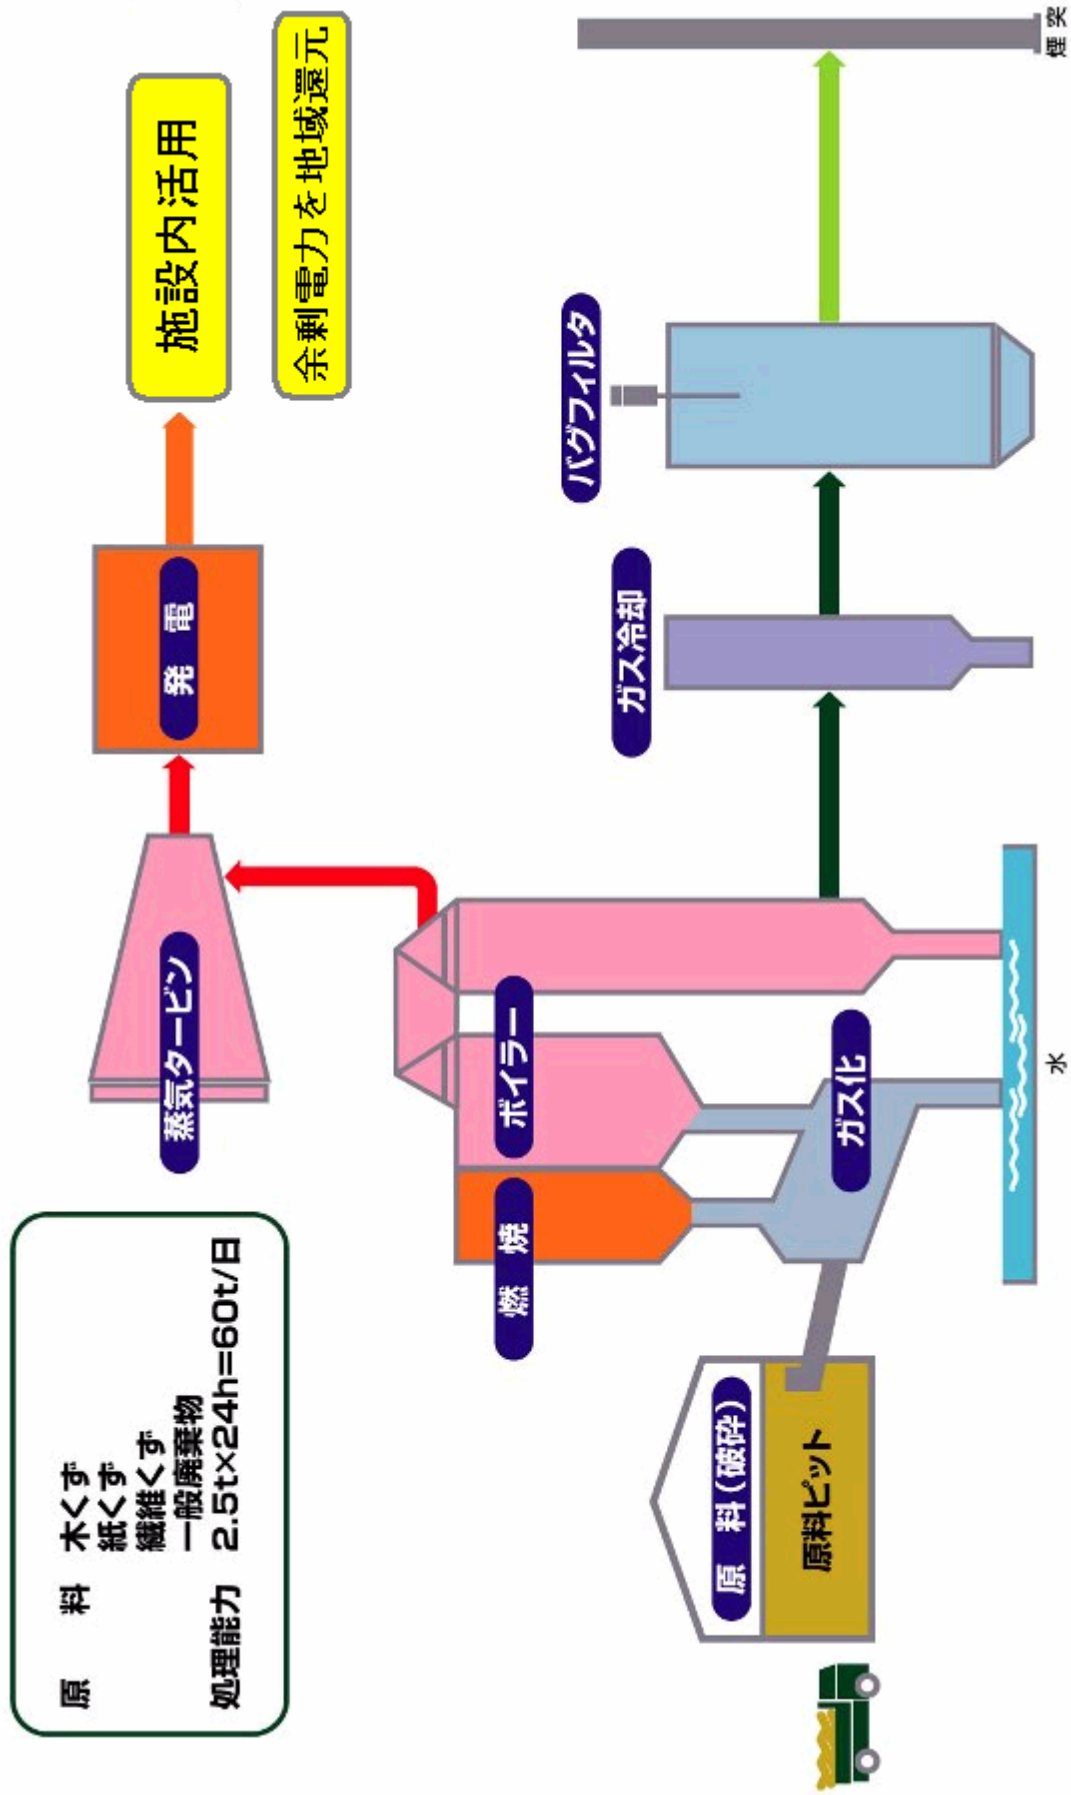 原　料　木くず
紙くず
繊維くず
一般廃棄物
処理能力　2.5t×24h=60t/日
蒸気タービン
発　電
施設内活用
余剰電力を地域還元
燃　焼
ボイラー
ガス冷却
バグフィルタ
原　料(破砕)
原料ピット
ガス化
水
煙突